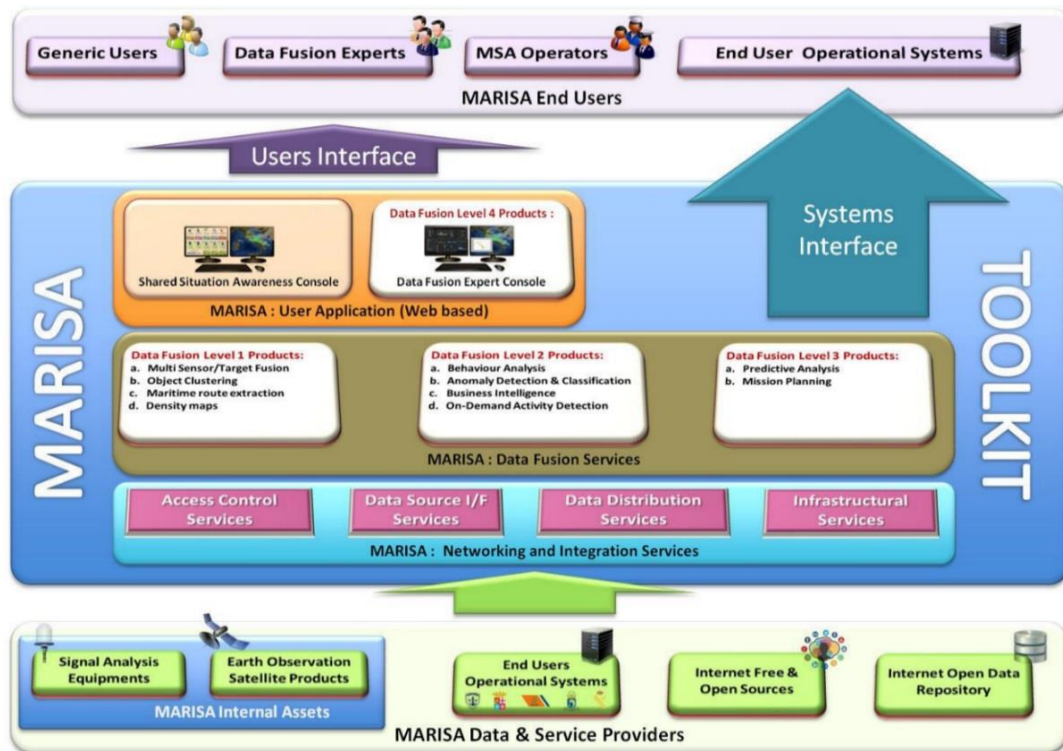 Generic Users
Data Fusion Experts
MSA Operators
End User Operational Systems
MARISA End Users
Users Interface
Systems
Interface
MARISA
TOOLKIT
Shared Situation Awareness Console
Data Fusion Level 4 Products :
Data Fusion Expert Console
MARISA : User Application (Web based)
Data Fusion Level 1 Products:
a. Multi Sensor/Target Fusion
b. Object Clustering
c. Maritime route extraction
d. Density maps
Data Fusion Level 2 Products:
a. Behaviour Analysis
b. Anomaly Detection & Classification
c. Business Intelligence
d. On-Demand Activity Detection
Data Fusion Level 3 Products:
a. Predictive Analysis
b. Mission Planning
MARISA : Data Fusion Services
Access Control
Services
Data Source I/F
Services
Data Distribution
Services
Infrastructural
Services
MARISA : Networking and Integration Services
Signal Analysis
Equipments
Earth Observation
Satellite Products
MARISA Internal Assets
End Users
Operational Systems
Internet Free &
Open Sources
Internet Open Data
Repository
MARISA Data & Service Providers